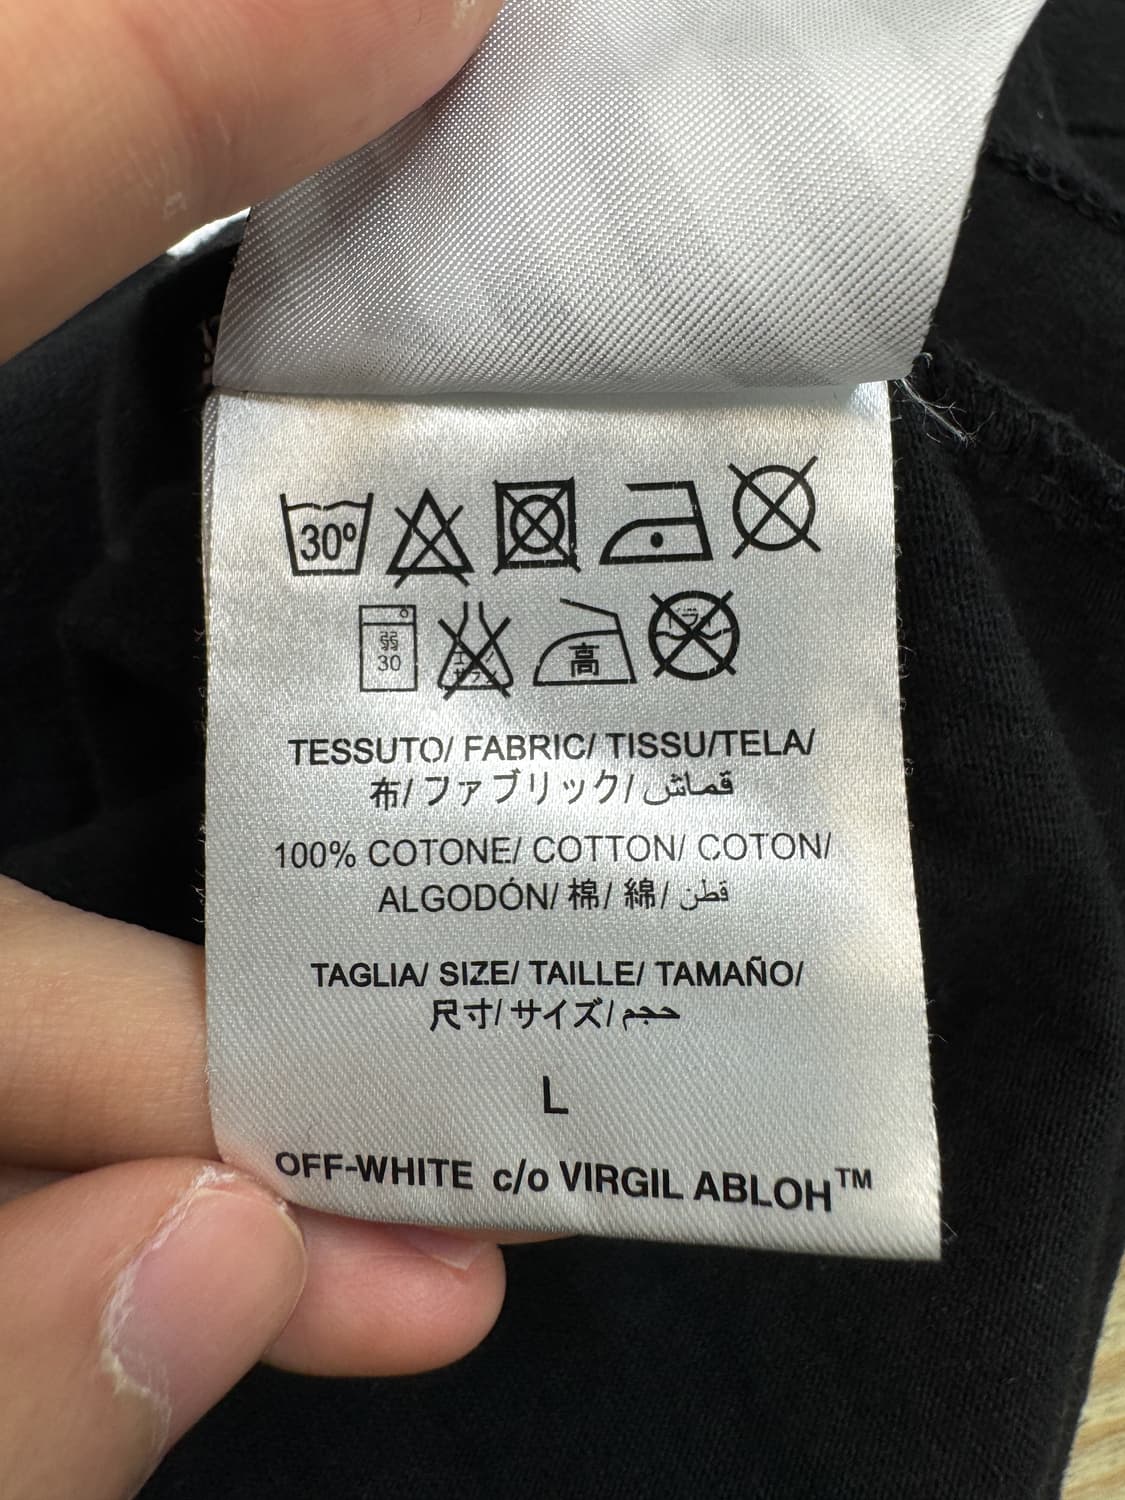 30º
弱
30
高
TESSUTO/ FABRIC/ TISSU/TELA/
布/ ファブリック/ قماش
100% COTONE/ COTTON/ COTON/
ALGODÓN/ 棉/ 綿/ قطن
TAGLIA/ SIZE/ TAILLE/ TAMAÑO/
尺寸/ サイズ/ حجم
L
OFF-WHITE c/o VIRGIL ABLOH™